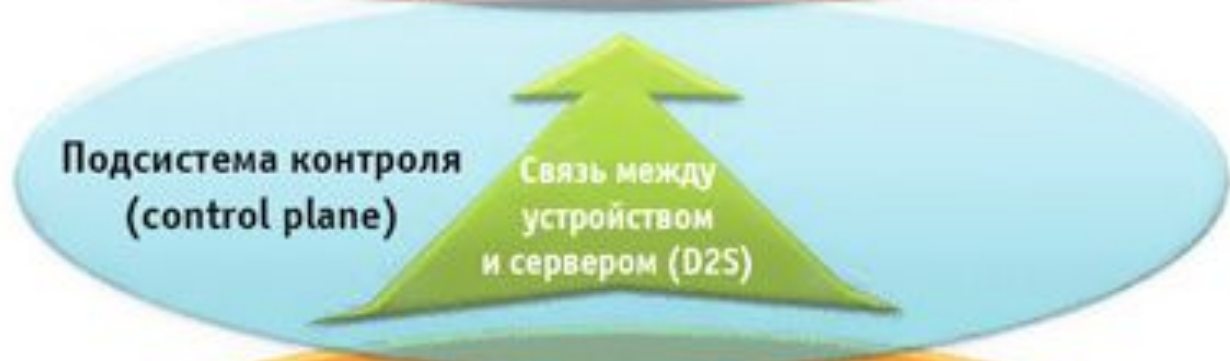 Подсистема контроля
(control plane)
Связь между
устройством
и сервером (D2S)